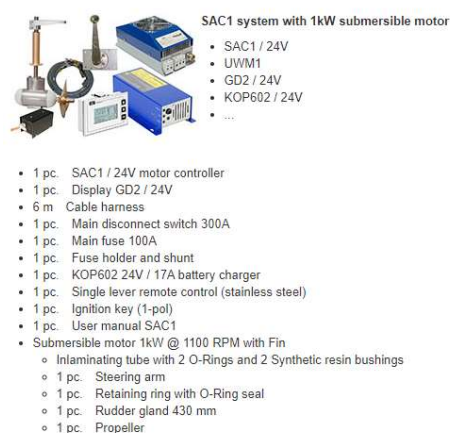 SAC1 system with 1kW submersible motor
• SAC1 / 24V
• UWM1
• GD2 / 24V
• KOP602 / 24V
• ...
• 1 pc. SAC1 / 24V motor controller
• 1 pc. Display GD2 / 24V
• 6 m Cable harness
• 1 pc. Main disconnect switch 300A
• 1 pc. Main fuse 100A
• 1 pc. Fuse holder and shunt
• 1 pc. KOP602 24V / 17A battery charger
• 1 pc. Single lever remote control (stainless steel)
• 1 pc. Ignition key (1-pol)
• 1 pc. User manual SAC1
• Submersible motor 1kW @ 1100 RPM with Fin
◦ Inlaminating tube with 2 O-Rings and 2 Synthetic resin bushings
◦ 1 pc. Steering arm
◦ 1 pc. Retaining ring with O-Ring seal
◦ 1 pc. Rudder gland 430 mm
◦ 1 pc. Propeller